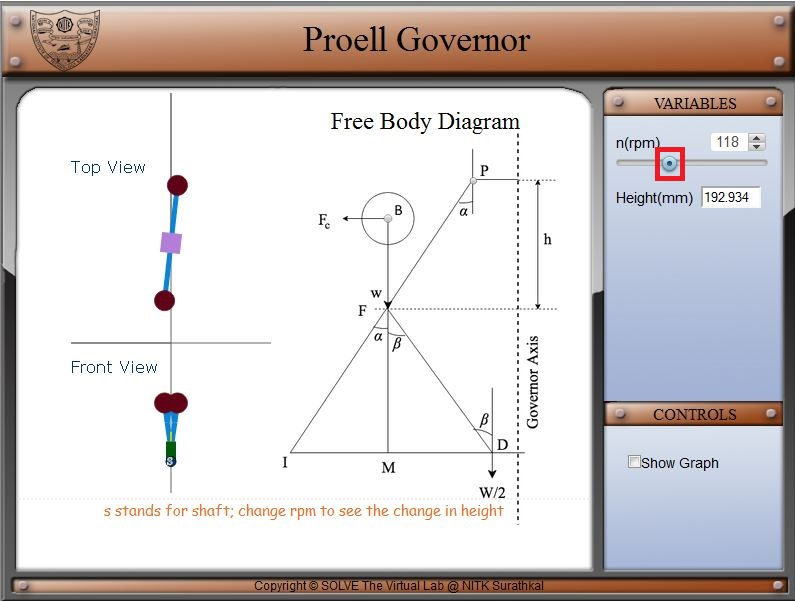 Proell Governor
VARIABLES
n(rpm) 118
Height(mm) 192.934
CONTROLS
Show Graph
Top View
Front View
s
Free Body Diagram
P
α
B
Fc
h
w
F
α
β
Governor Axis
β
D
I
M
W/2
s stands for shaft; change rpm to see the change in height
Copyright © SOLVE The Virtual Lab @ NITK Surathkal